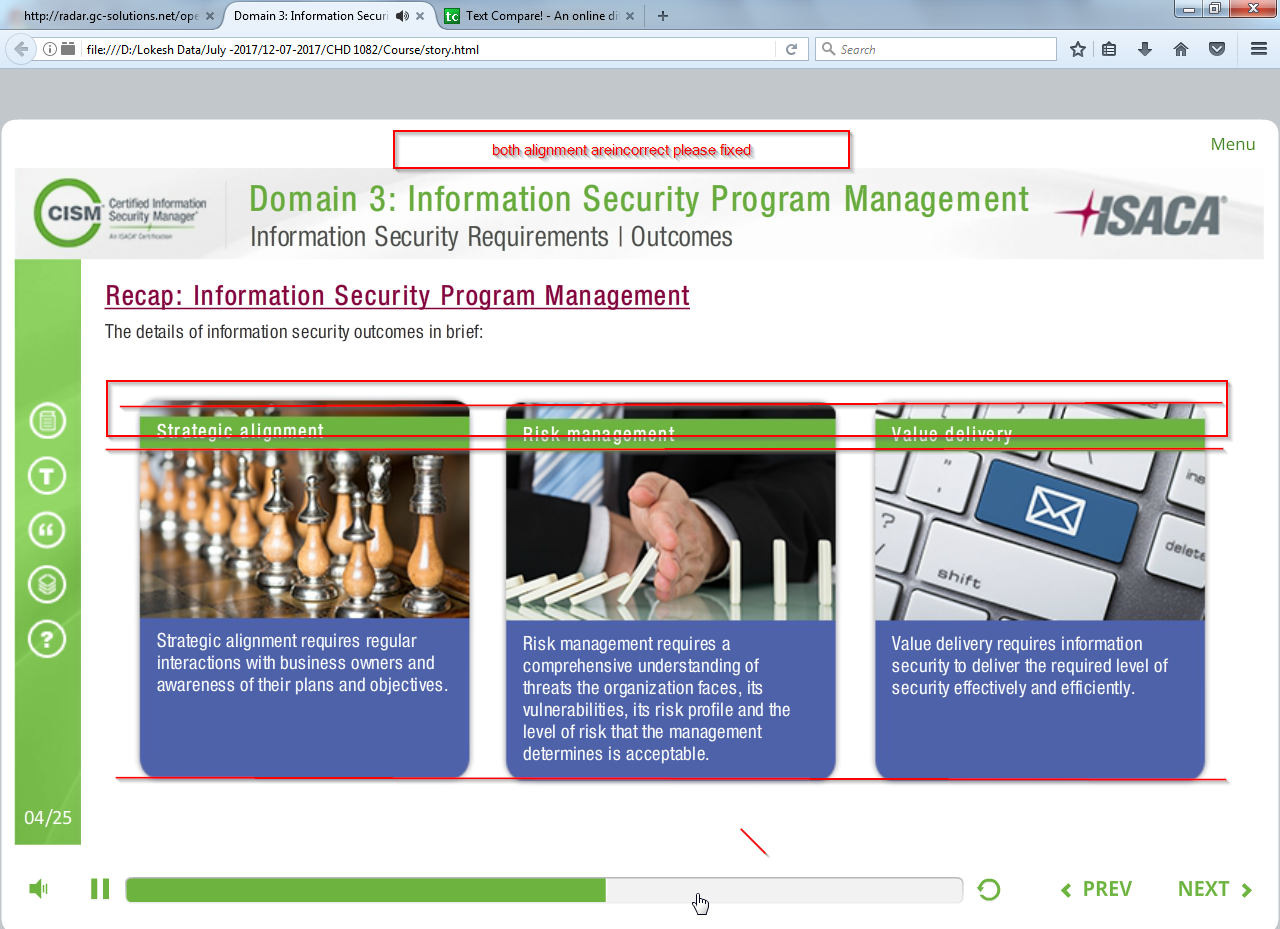 http://radar.gc-solutions.net/ope
Domain 3: Information Securi
tc Text Compare! - An online di
file:///D:/Lokesh Data/July -2017/12-07-2017/CHD 1082/Course/story.html
Search
both alignment areincorrect please fixed
Menu
CISM
Certified Information
Security Manager®
An ISACA® Certification
Domain 3: Information Security Program Management
Information Security Requirements | Outcomes
ISACA®
Recap: Information Security Program Management
The details of information security outcomes in brief:
Strategic alignment
Risk management
Value delivery
ins
?
/
shift
delete
Strategic alignment requires regular
interactions with business owners and
awareness of their plans and objectives.
Risk management requires a
comprehensive understanding of
threats the organization faces, its
vulnerabilities, its risk profile and the
level of risk that the management
determines is acceptable.
Value delivery requires information
security to deliver the required level of
security effectively and efficiently.
04/25
PREV
NEXT